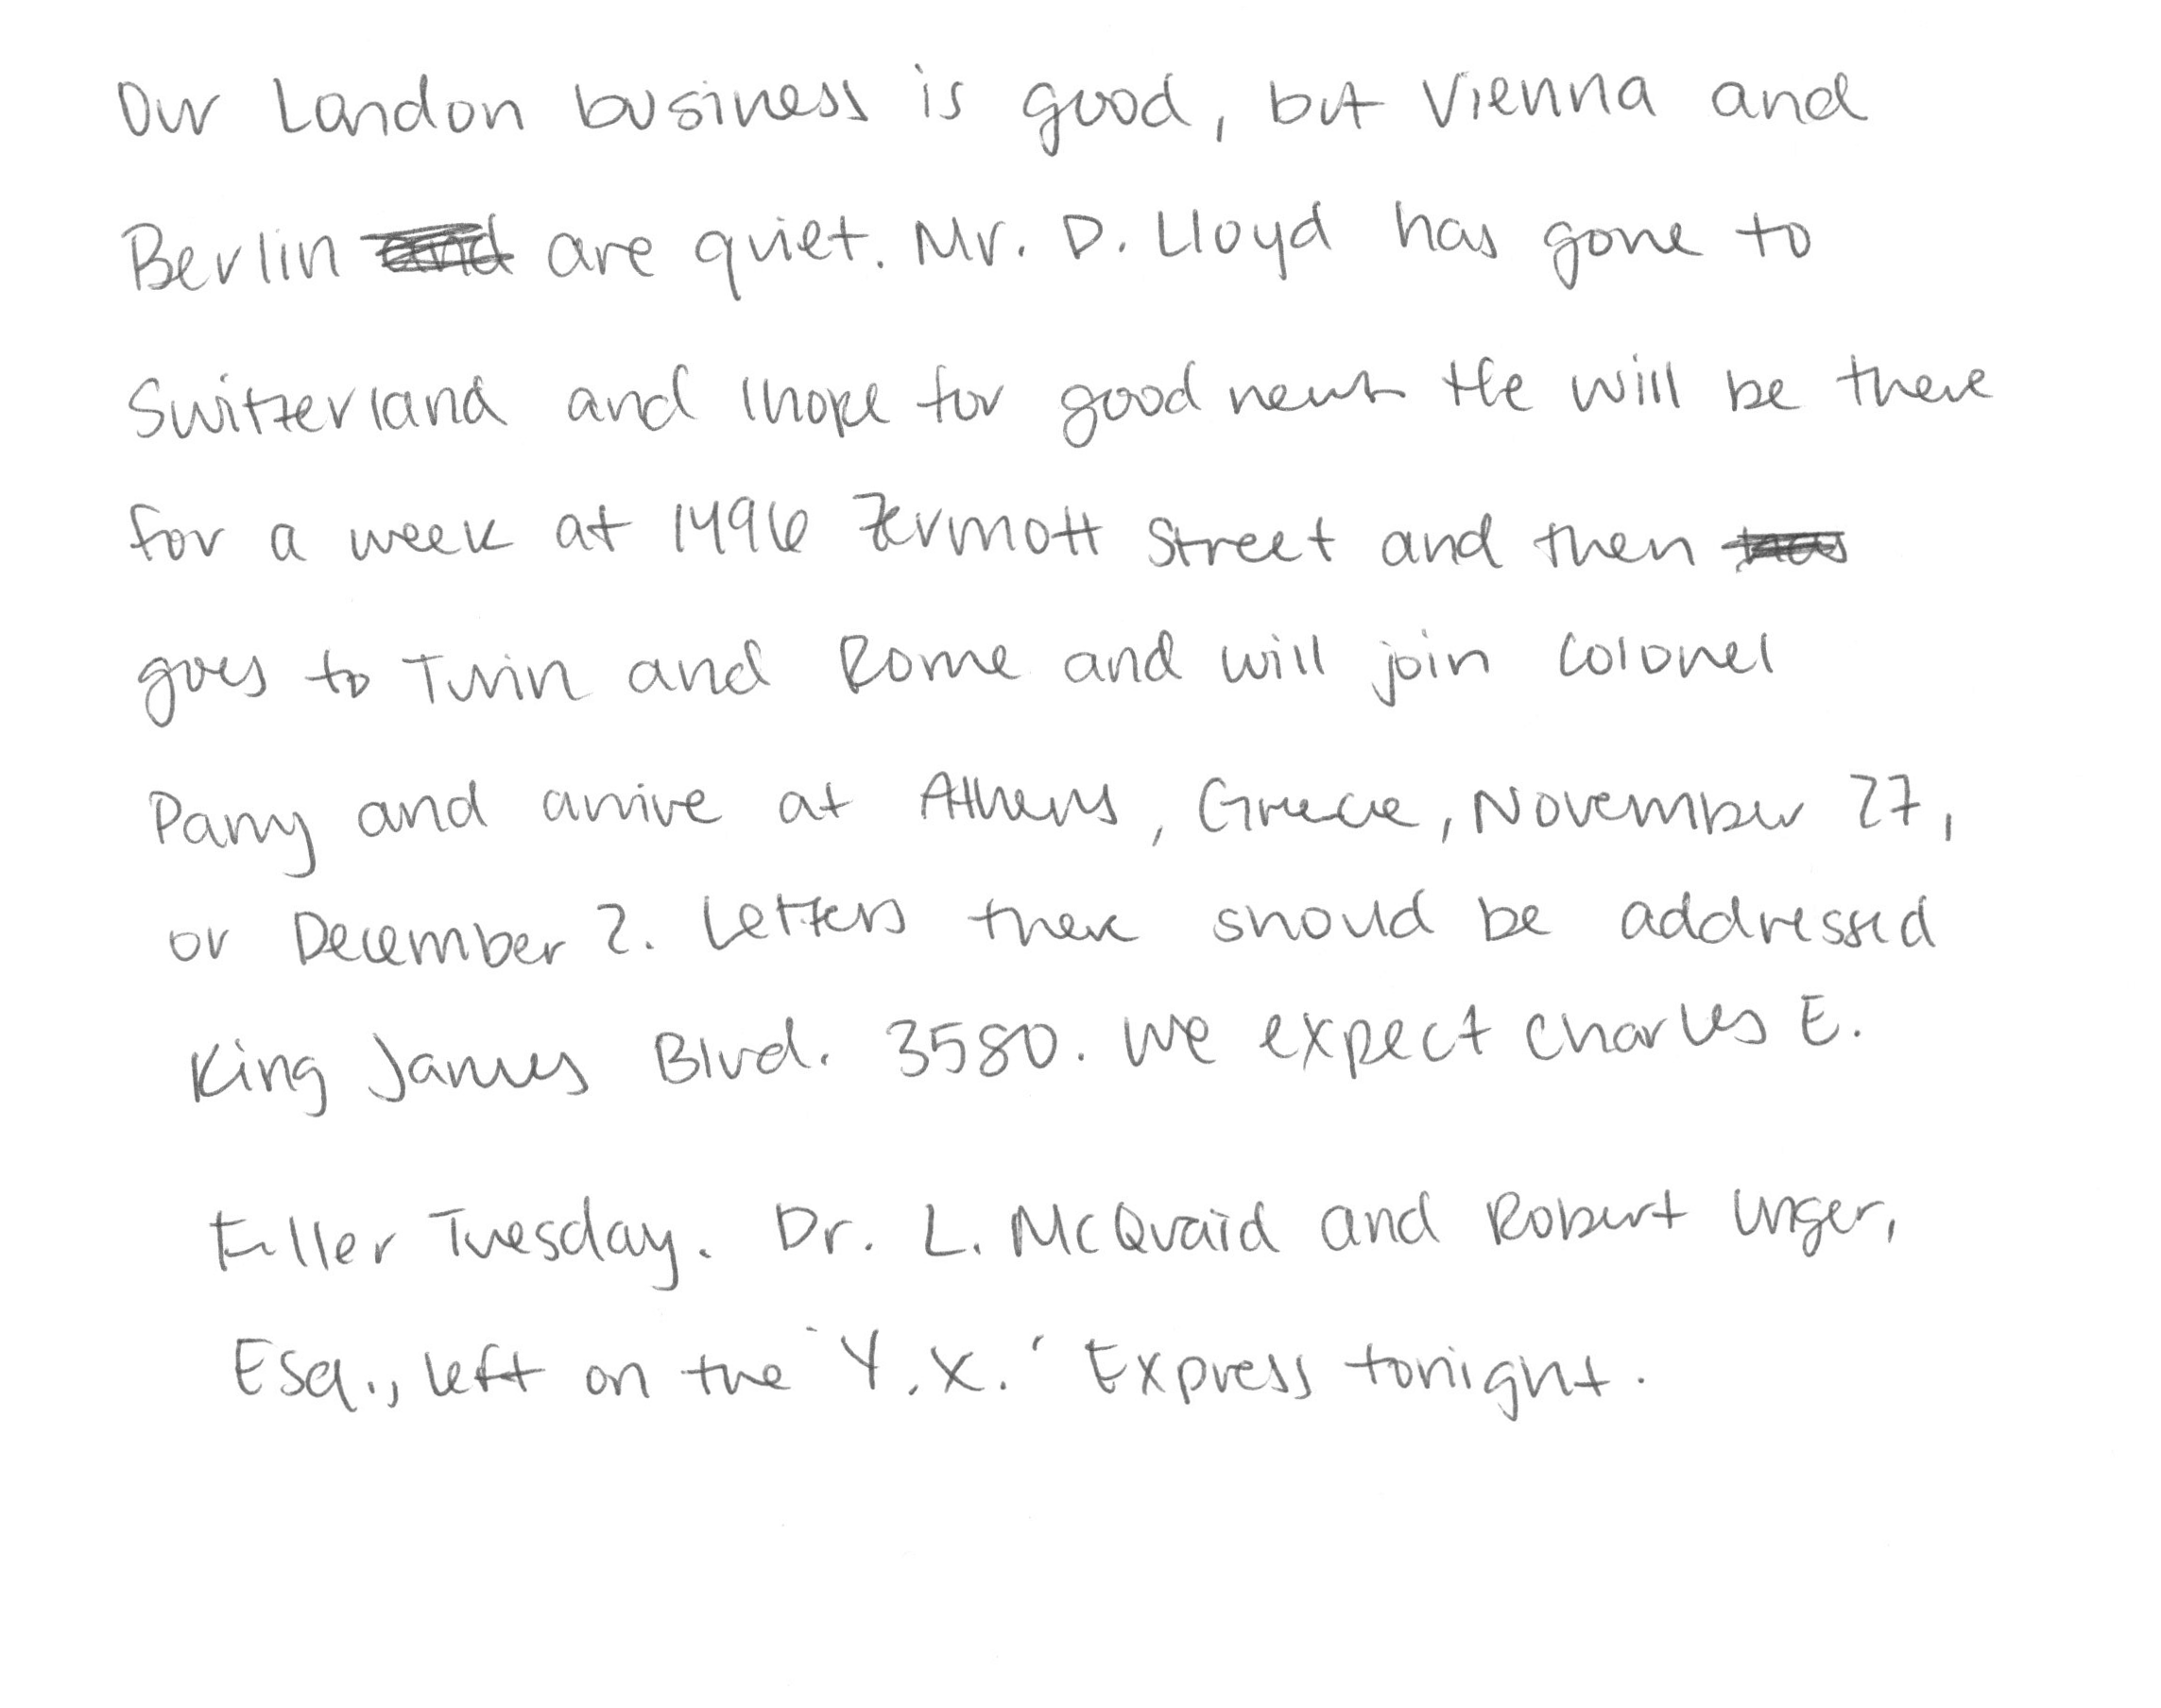 Our London business is good, but Vienna and
Berlin are quiet. Mr. D. Lloyd has gone to
Switzerland and I hope for good news He will be there
for a week at 1496 Zermott Street and then
goes to Turin and Rome and will join Colonel
Parry and arrive at Athens, Greece, November 27,
or December 2. Letters there should be addressed
King James Blvd. 3580. We expect Charles E.
Fuller Tuesday. Dr. L. McQuaid and Robert Unger,
Esq., left on the 'Y.X.' Express tonight.